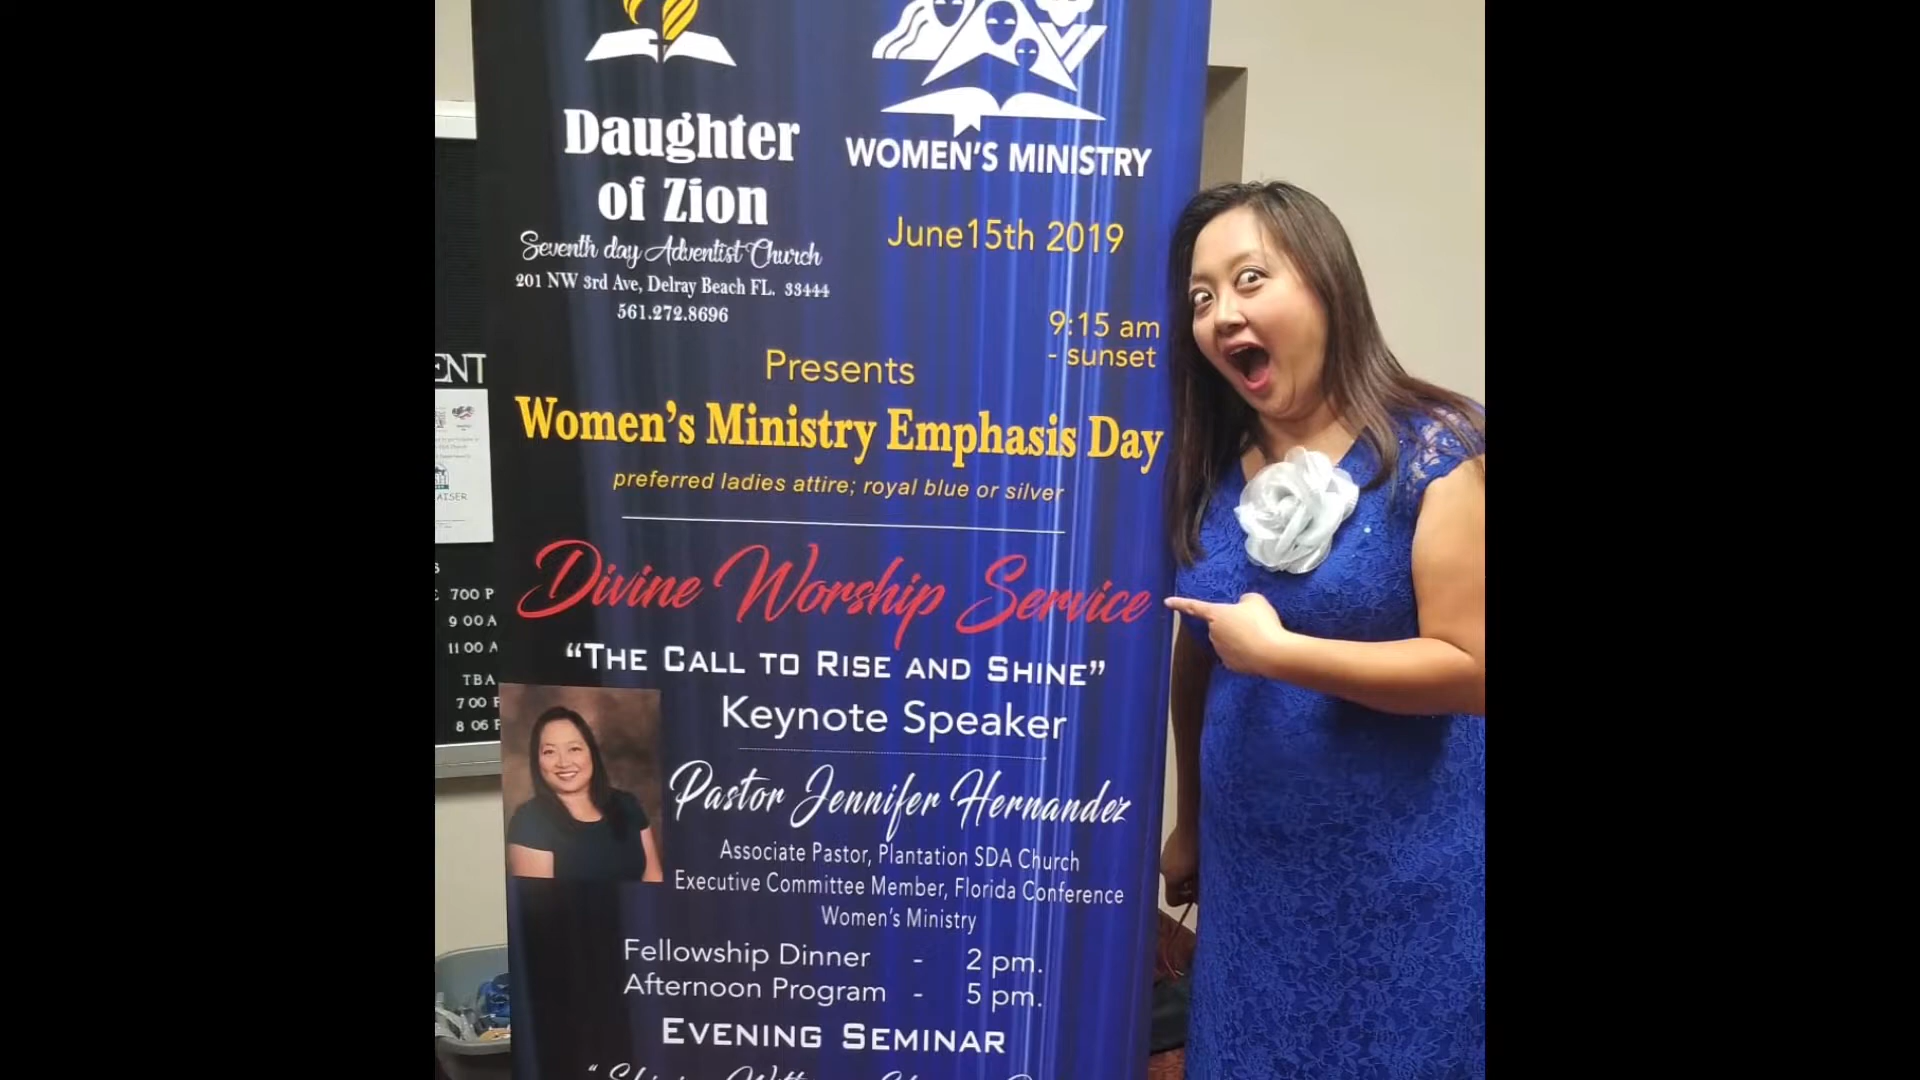 Daughter
of Zion
Seventh day Adventist Church
201 NW 3rd Ave, Delray Beach FL. 33444
561.272.8696
WOMEN'S MINISTRY
June15th 2019
9:15 am
- sunset
Presents
Women's Ministry Emphasis Day
preferred ladies attire; royal blue or silver
Divine Worship Service
"THE CALL TO RISE AND SHINE"
Keynote Speaker
Pastor Jennifer Hernandez
Associate Pastor, Plantation SDA Church
Executive Committee Member, Florida Conference
Women's Ministry
Fellowship Dinner - 2 pm.
Afternoon Program - 5 pm.
EVENING SEMINAR
ENT
AISER
700 P
9 00 A
11 00 A
TBA
7 00 P
8 06 P